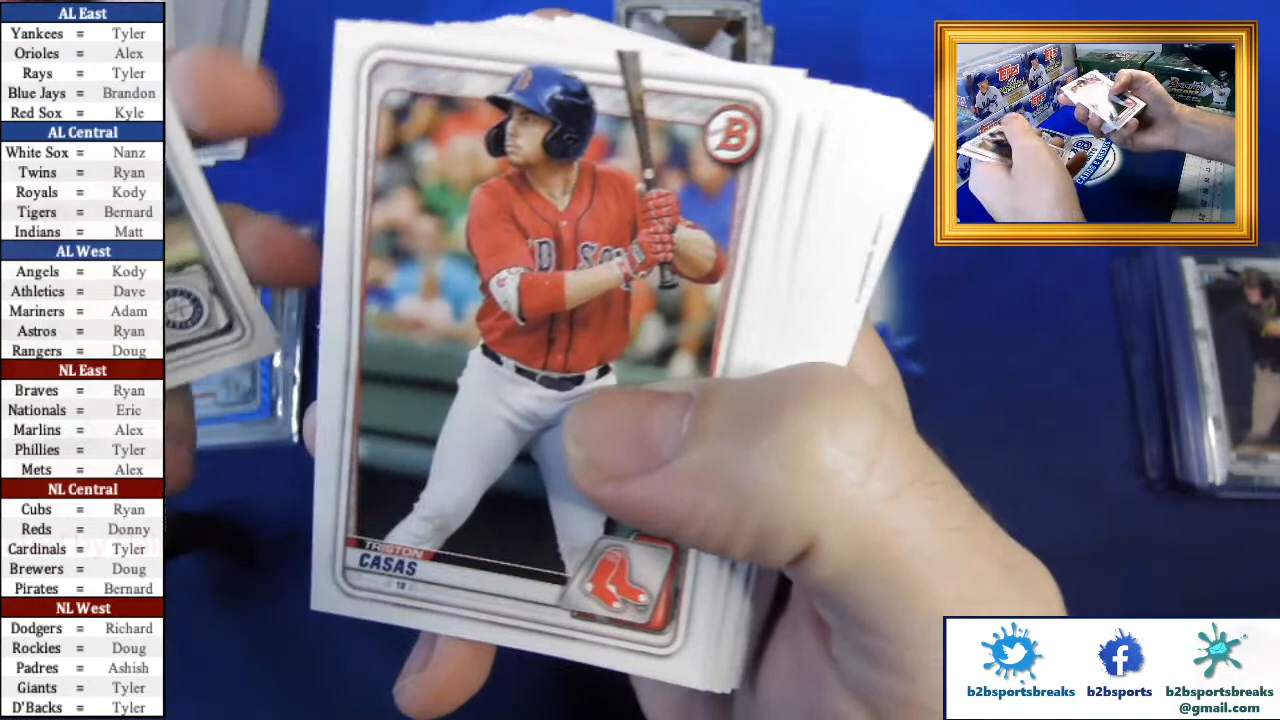 AL East
Yankees = Tyler
Orioles = Alex
Rays = Tyler
Blue Jays = Brandon
Red Sox = Kyle
AL Central
White Sox = Nanz
Twins = Ryan
Royals = Kody
Tigers = Bernard
Indians = Matt
AL West
Angels = Kody
Athletics = Dave
Mariners = Adam
Astros = Ryan
Rangers = Doug
NL East
Braves = Ryan
Nationals = Eric
Marlins = Alex
Phillies = Tyler
Mets = Alex
NL Central
Cubs = Ryan
Reds = Donny
Cardinals = Tyler
Brewers = Doug
Pirates = Bernard
NL West
Dodgers = Richard
Rockies = Doug
Padres = Ashish
Giants = Tyler
D'Backs = Tyler
B
B
TRISTON
CASAS
1B
Topps
b2bsportsbreaks
b2bsports
b2bsportsbreaks
@gmail.com